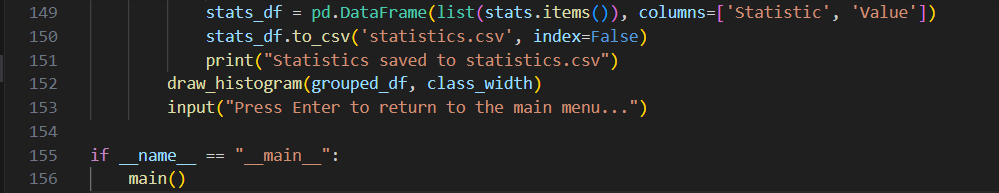 149 stats_df = pd.DataFrame(list(stats.items()), columns=['Statistic', 'Value'])
150 stats_df.to_csv('statistics.csv', index=False)
151 print("Statistics saved to statistics.csv")
152 draw_histogram(grouped_df, class_width)
153 input("Press Enter to return to the main menu...")
154
155 if __name__ == "__main__":
156 main()